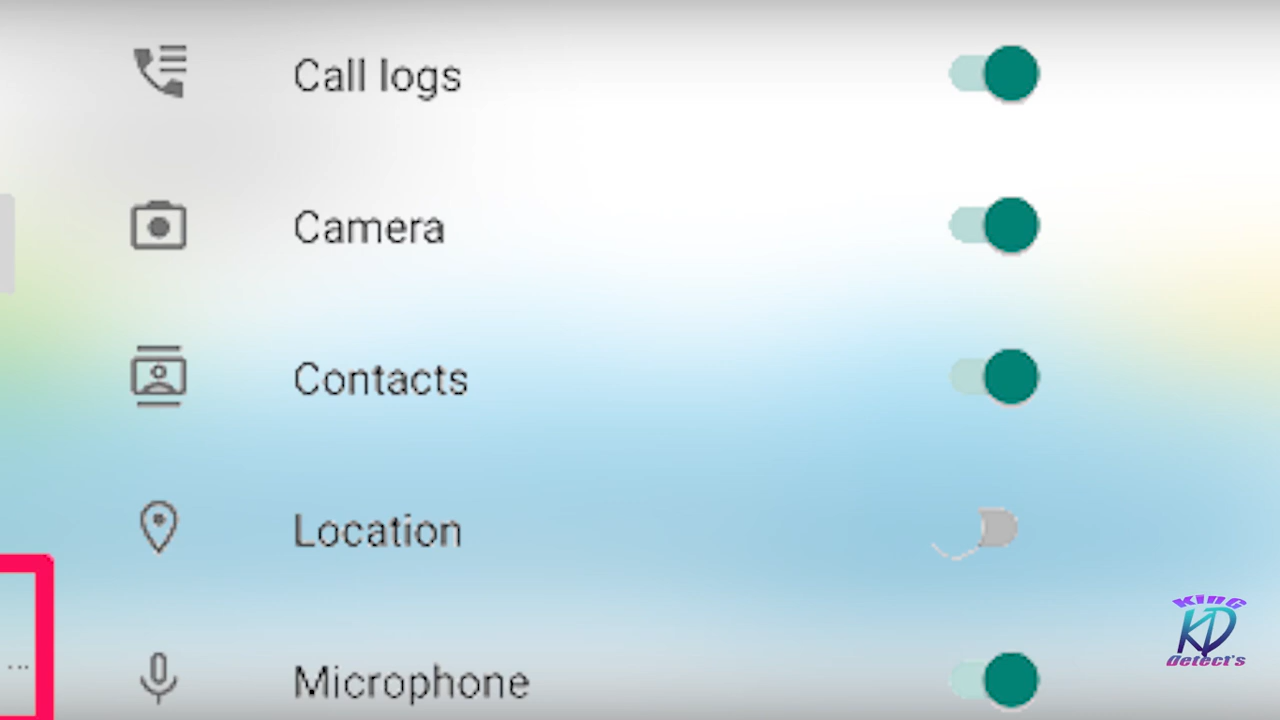 Call logs
Camera
Contacts
Location
...
Microphone
KinG
KD
Detect's